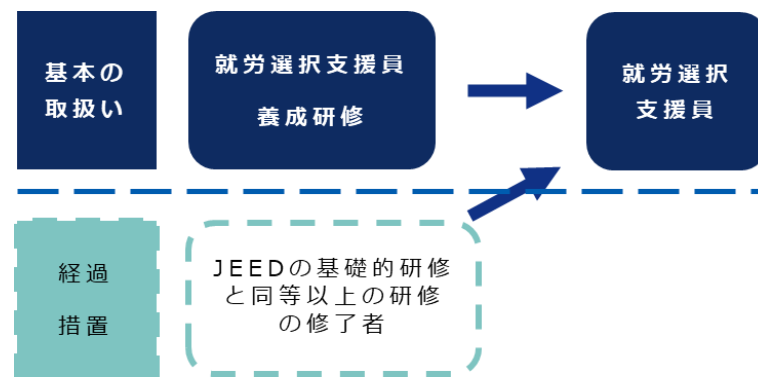 基本の
取扱い
就労選択支援員
養成研修
就労選択
支援員
経過
措置
JEEDの基礎的研修
と同等以上の研修
の修了者